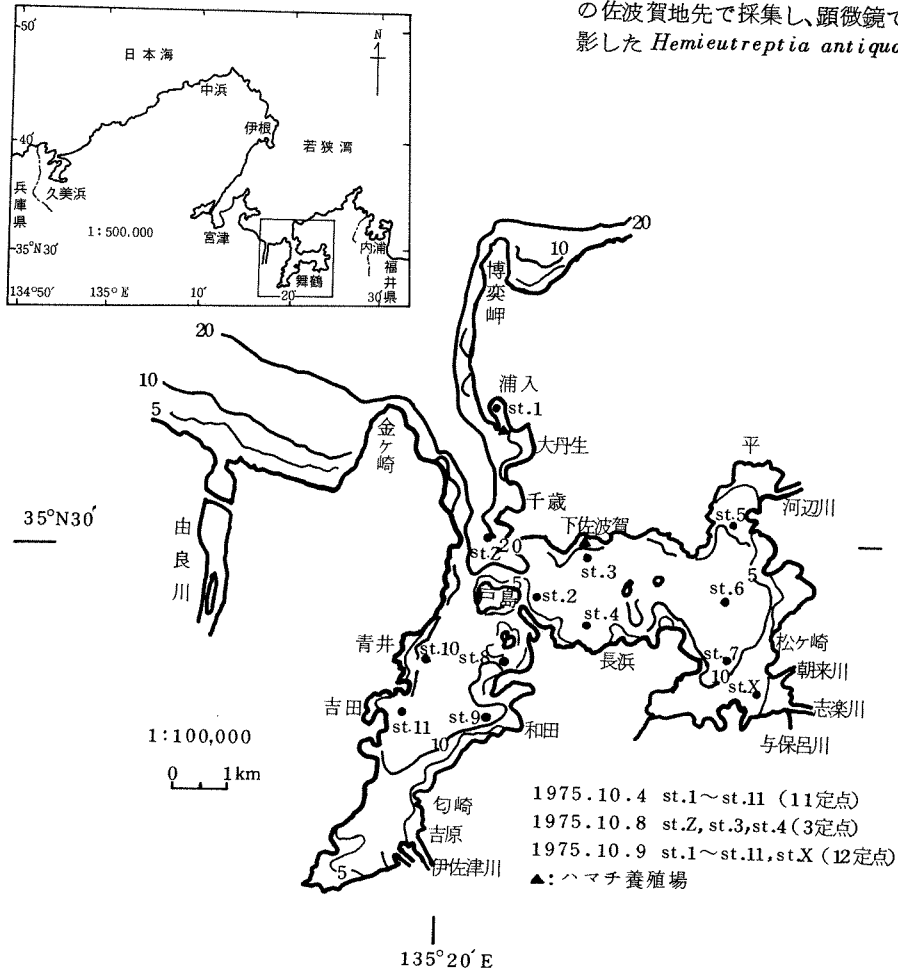 の佐波賀地先で採集し、顕微鏡で
影した Hemieutreptia antiqua
50′
日本海
N
中浜
伊根
40′
若狭湾
兵庫県
久美浜
1:500,000
宮津
内浦
35°N30′
舞鶴
福井県
134°50′
135°E
10′
20′
30′
20
10
博奕岬
20
10
5
浦入
st.1
金ヶ崎
大丹生
平
千歳
河辺川
35°N30′
下佐波賀
st.5
由良川
st.Z
20
st.3
5
5
戸島
st.2
st.6
st.4
青井
st.10
st.8
長浜
st.7
松ケ崎
10
朝来川
st.X
吉田
st.11
st.9
和田
志楽川
1:100,000
10
与保呂川
0 1km
匂崎
1975.10.4 st.1〜st.11 (11定点)
吉原
1975.10.8 st.Z, st.3, st.4 (3定点)
伊佐津川
1975.10.9 st.1〜st.11, st.X (12定点)
5
▲: ハマチ養殖場
135°20′E